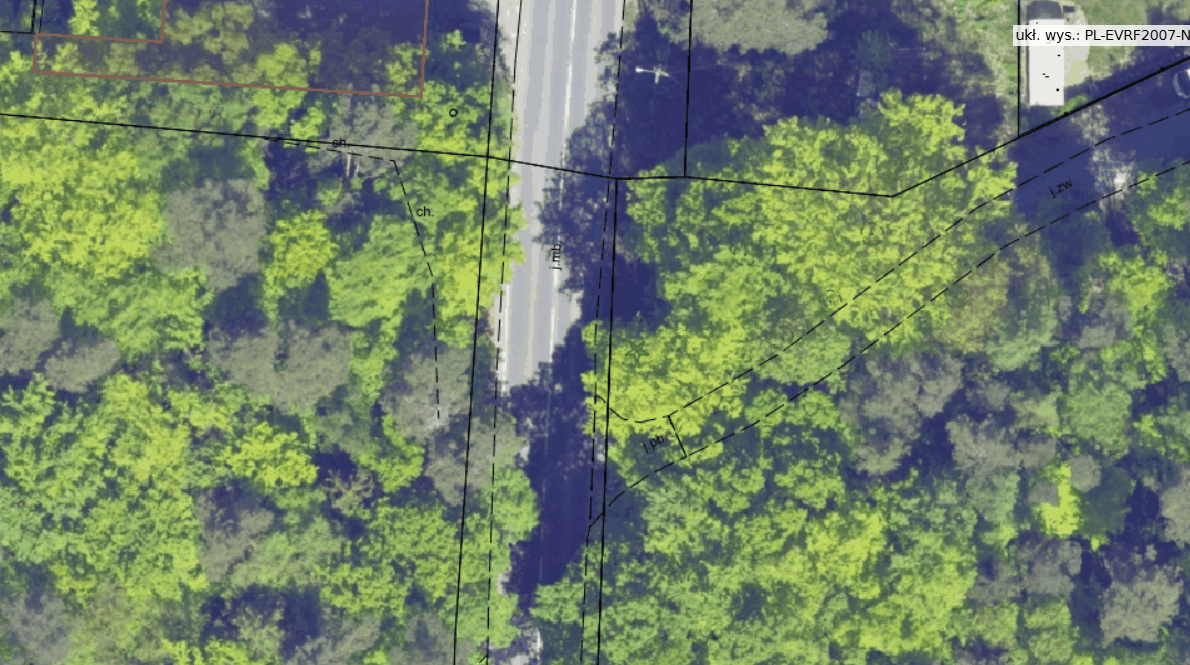 ukł. wys.: PL-EVRF2007-N
ch.
j.zw.
ch.
j.mb.
j.pb.